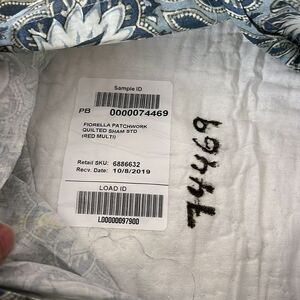 Sample ID
PB 0000074469
FIORELLA PATCHWORK
QUILTED SHAM STD
(RED MULTI)
Retail SKU: 6886632
Recv. Date: 10/8/2019
LOAD ID
L00000097900
74469